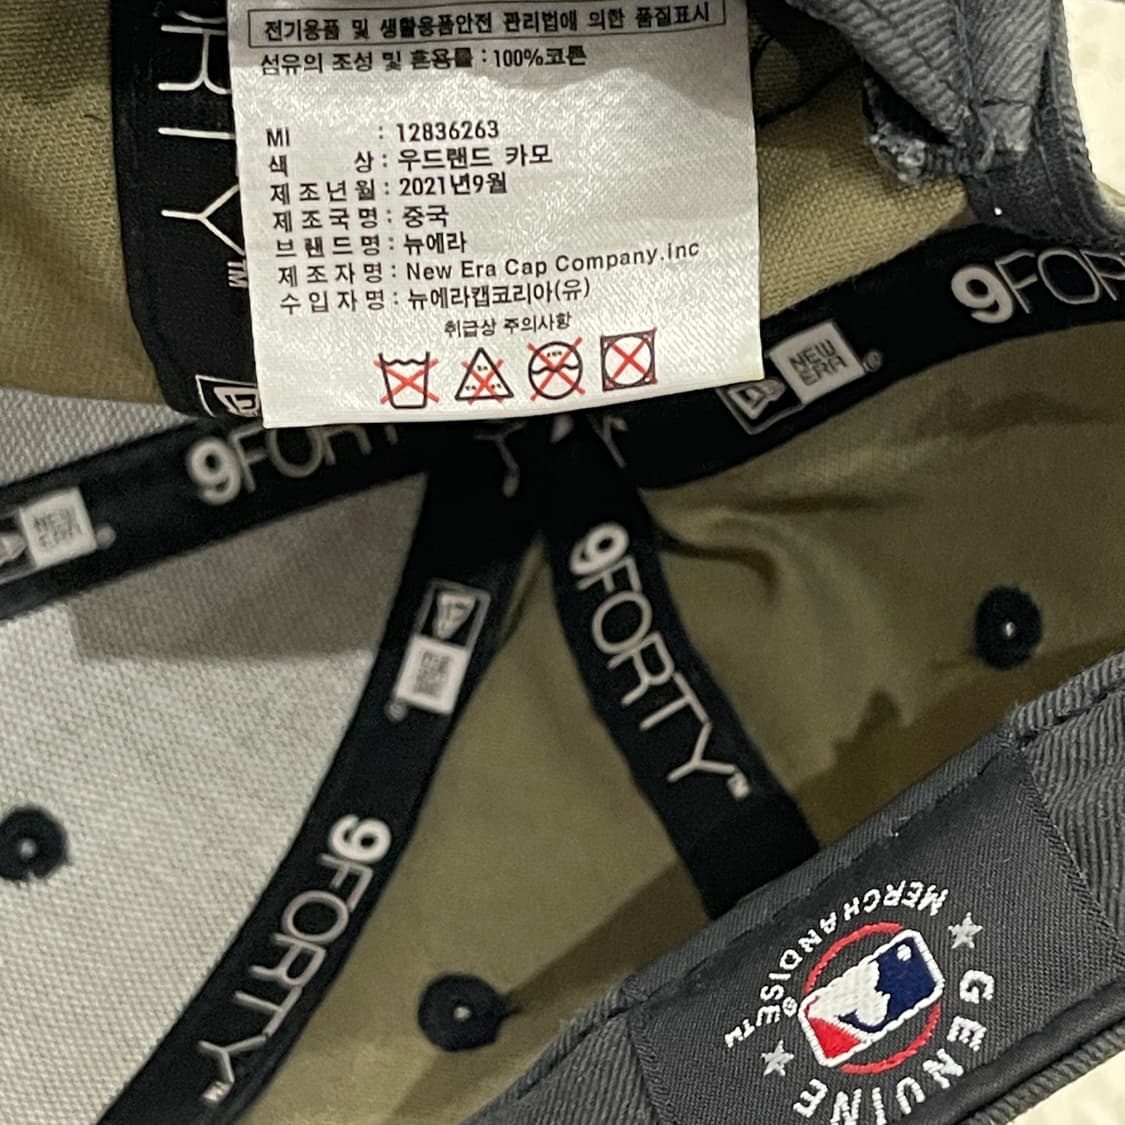 전기용품 및 생활용품안전 관리법에 의한 품질표시
섬유의 조성 및 혼용률 : 100%코튼
MI : 12836263
색 상 : 우드랜드 카모
제조년월 : 2021년9월
제조국명 : 중국
브랜드명 : 뉴에라
제조자명 : New Era Cap Company.inc
수입자명 : 뉴에라캡코리아(유)
취급상 주의사항
RTY™
9FORTY
NEW ERA®
9FORTY
NEW ERA®
9FORTY™
9FORTY™
GENUINE
MERCHANDISE